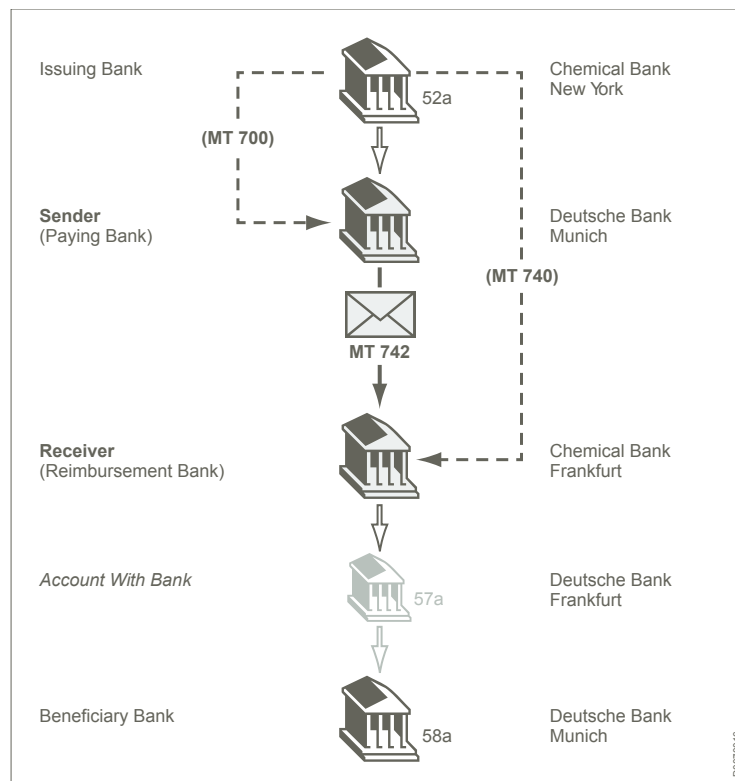 Issuing Bank
52a
Chemical Bank
New York
(MT 700)
Sender
(Paying Bank)
Deutsche Bank
Munich
(MT 740)
MT 742
Receiver
(Reimbursement Bank)
Chemical Bank
Frankfurt
Account With Bank
57a
Deutsche Bank
Frankfurt
Beneficiary Bank
58a
Deutsche Bank
Munich